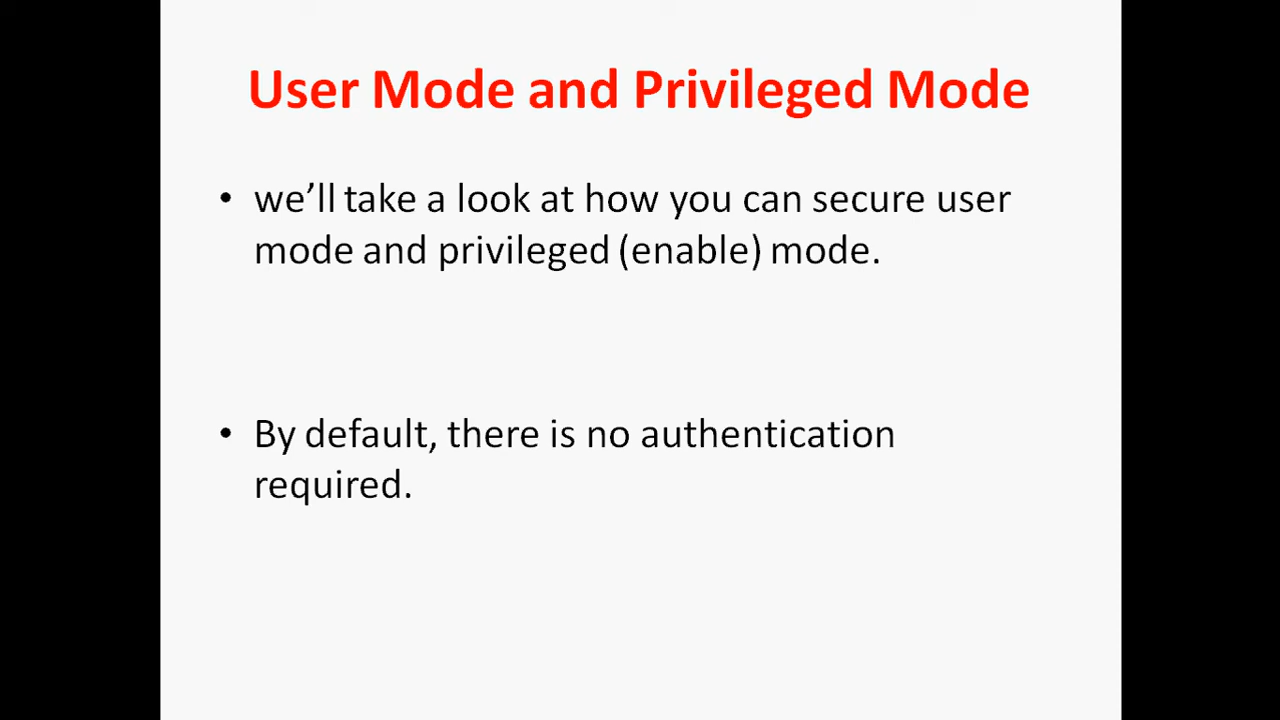 User Mode and Privileged Mode
• we’ll take a look at how you can secure user
mode and privileged (enable) mode.
• By default, there is no authentication
required.